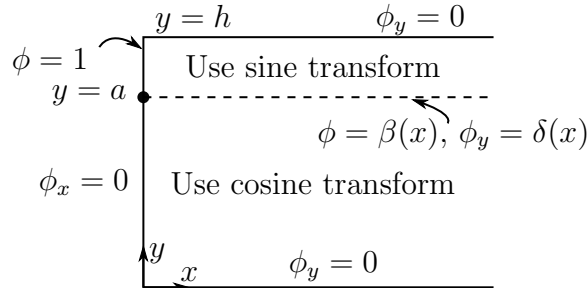 y = h
ϕ_y = 0
ϕ = 1
Use sine transform
y = a
ϕ = β(x), ϕ_y = δ(x)
ϕ_x = 0
Use cosine transform
y
x
ϕ_y = 0